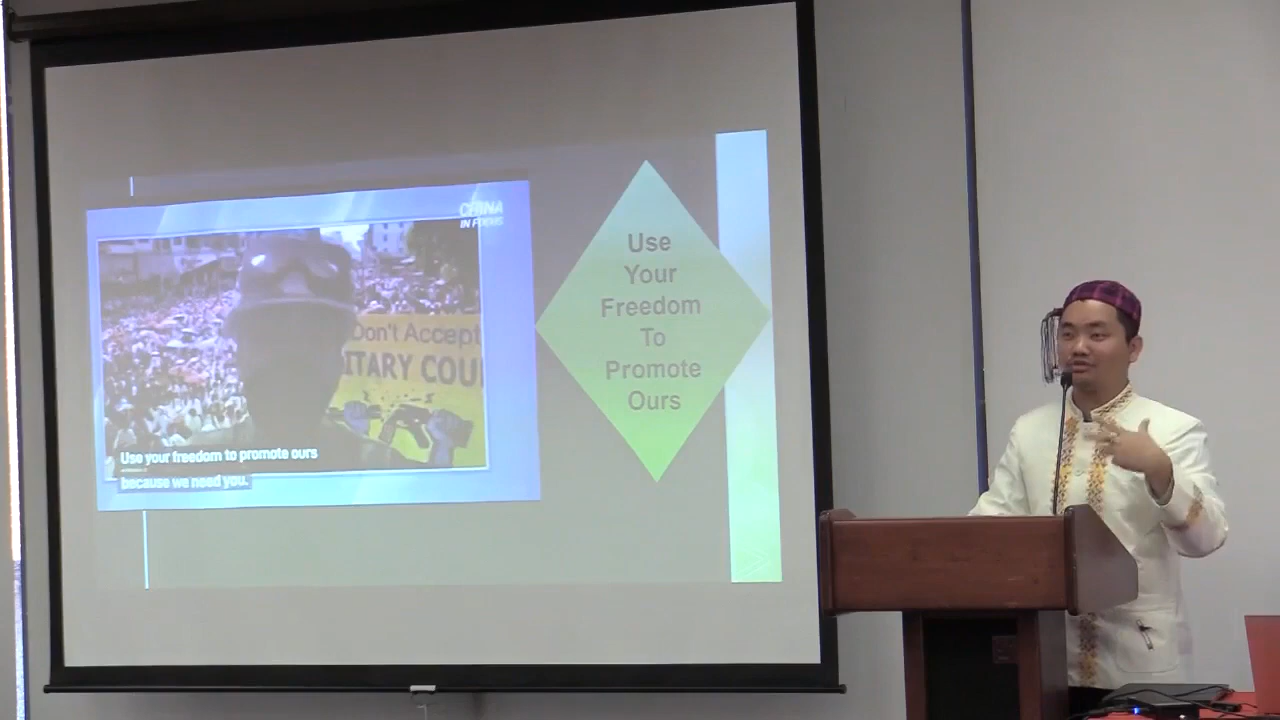 CHINA
IN FOCUS
Don't Accept
ITARY COU
Use your freedom to promote ours
because we need you.
Use
Your
Freedom
To
Promote
Ours